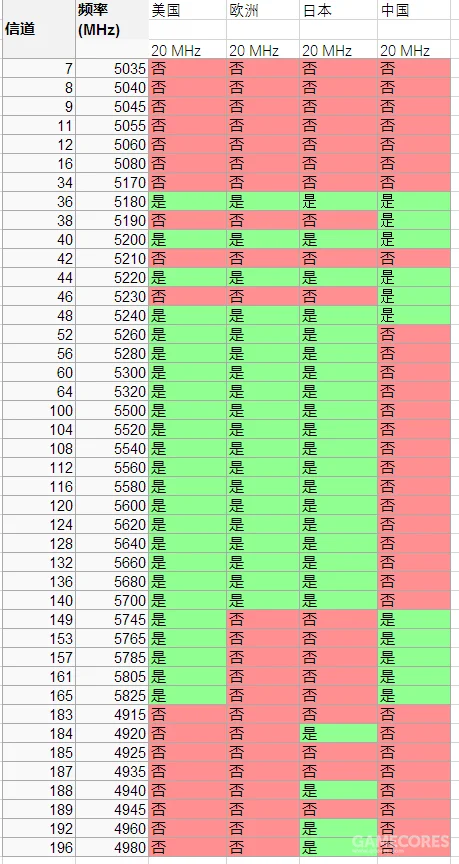 信道 频率 (MHz) 美国 欧洲 日本 中国
20 MHz 20 MHz 20 MHz 20 MHz
7 5035 否 否 否 否
8 5040 否 否 否 否
9 5045 否 否 否 否
11 5055 否 否 否 否
12 5060 否 否 否 否
16 5080 否 否 否 否
34 5170 否 否 否 否
36 5180 是 是 是 是
38 5190 否 否 否 是
40 5200 是 是 是 是
42 5210 否 否 否 否
44 5220 是 是 是 是
46 5230 否 否 否 是
48 5240 是 是 是 是
52 5260 是 是 是 否
56 5280 是 是 是 否
60 5300 是 是 是 否
64 5320 是 是 是 否
100 5500 是 是 是 否
104 5520 是 是 是 否
108 5540 是 是 是 否
112 5560 是 是 是 否
116 5580 是 是 是 否
120 5600 是 是 是 否
124 5620 是 是 是 否
128 5640 是 是 是 否
132 5660 是 是 是 否
136 5680 是 是 是 否
140 5700 是 是 是 否
149 5745 是 否 否 是
153 5765 是 否 否 是
157 5785 是 否 否 是
161 5805 是 否 否 是
165 5825 是 否 否 是
183 4915 否 否 否 否
184 4920 否 否 是 否
185 4925 否 否 否 否
187 4935 否 否 否 否
188 4940 否 否 是 否
189 4945 否 否 否 否
192 4960 否 否 是 否
196 4980 否 否 是 否
GAMECORES